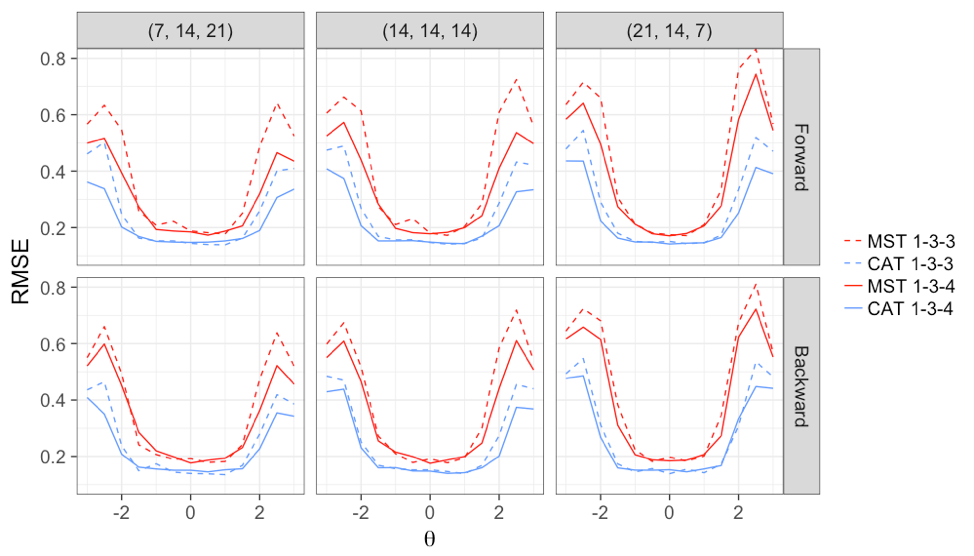 (7, 14, 21) (14, 14, 14) (21, 14, 7)
0.8
0.6
0.4
0.2
Forward
0.8
0.6
0.4
0.2
Backward
RMSE
-2 0 2 -2 0 2 -2 0 2
θ
MST 1-3-3
CAT 1-3-3
MST 1-3-4
CAT 1-3-4